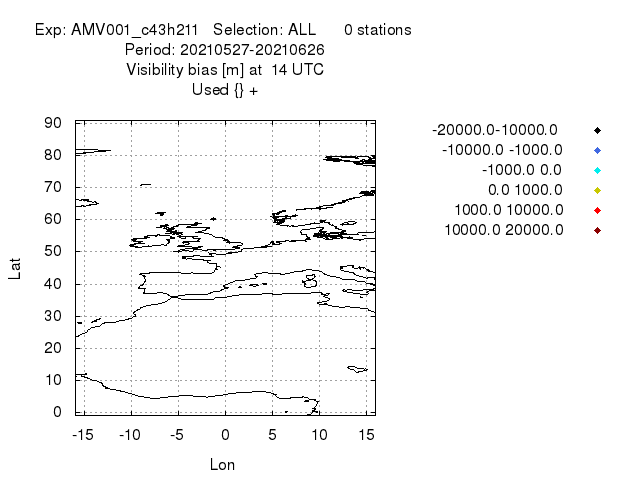 Exp: AMV001_c43h211   Selection: ALL      0 stations
Period: 20210527-20210626
Visibility bias [m] at  14 UTC
Used {} +
90
80
70
60
50
40
30
20
10
0
Lat
-15 -10 -5 0 5 10 15
Lon
-20000.0-10000.0
-10000.0 -1000.0
-1000.0 0.0
0.0 1000.0
1000.0 10000.0
10000.0 20000.0